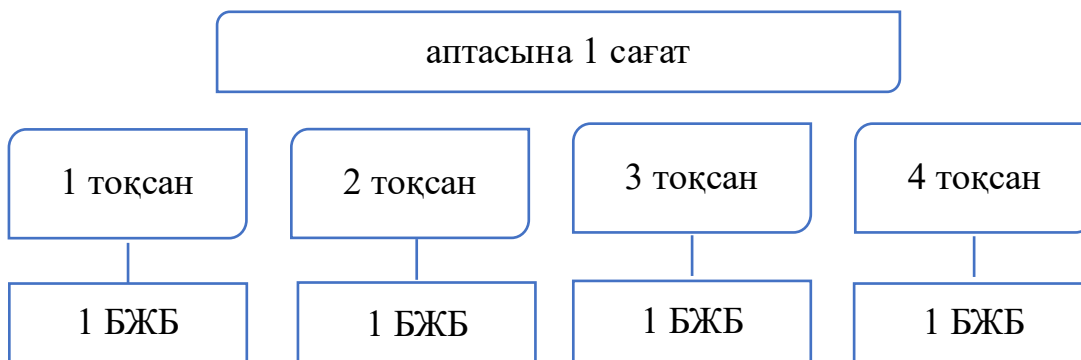 аптасына 1 сағат
1 тоқсан
2 тоқсан
3 тоқсан
4 тоқсан
1 БЖБ
1 БЖБ
1 БЖБ
1 БЖБ